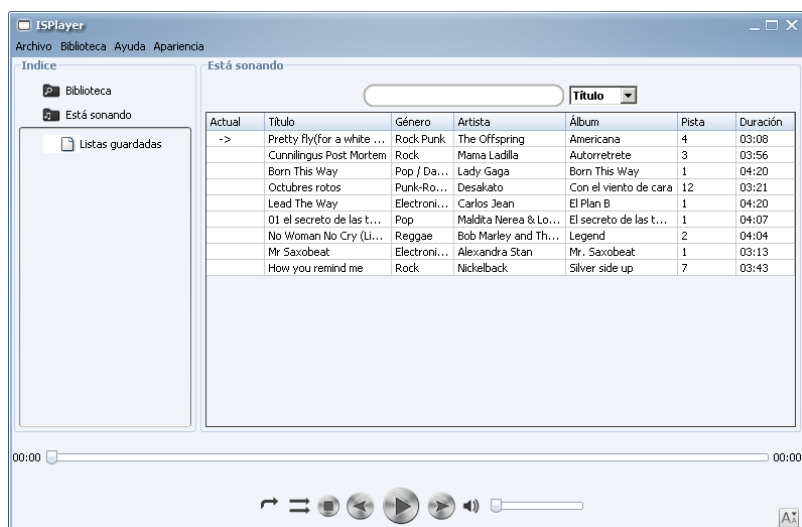 ISPlayer
Archivo Biblioteca Ayuda Apariencia
Indice
Biblioteca
Está sonando
Listas guardadas
Está sonando
Título
Actual Título Género Artista Álbum Pista Duración
-> Pretty fly(for a white ... Rock Punk The Offspring Americana 4 03:08
Cunnilingus Post Mortem Rock Mama Ladilla Autorretrete 3 03:56
Born This Way Pop / Da... Lady Gaga Born This Way 1 04:20
Octubres rotos Punk-Ro... Desakato Con el viento de cara 12 03:21
Lead The Way Electroni... Carlos Jean El Plan B 1 04:20
01 el secreto de las t... Pop Maldita Nerea & Lo... El secreto de las t... 1 04:07
No Woman No Cry (Li... Reggae Bob Marley and Th... Legend 2 04:04
Mr Saxobeat Electroni... Alexandra Stan Mr. Saxobeat 1 03:13
How you remind me Rock Nickelback Silver side up 7 03:43
00:00 00:00